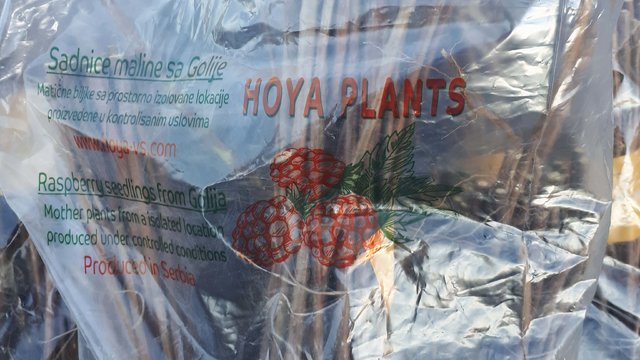 Sadnice maline sa Golije
Matične biljke sa prostorno izolovane lokacije
proizvedene u kontrolisanim uslovima
www.hoya-vs.com
HOYA PLANTS
Raspberry seedlings from Golija
Mother plants from a isolated location
produced under controlled conditions
Produced in Serbia